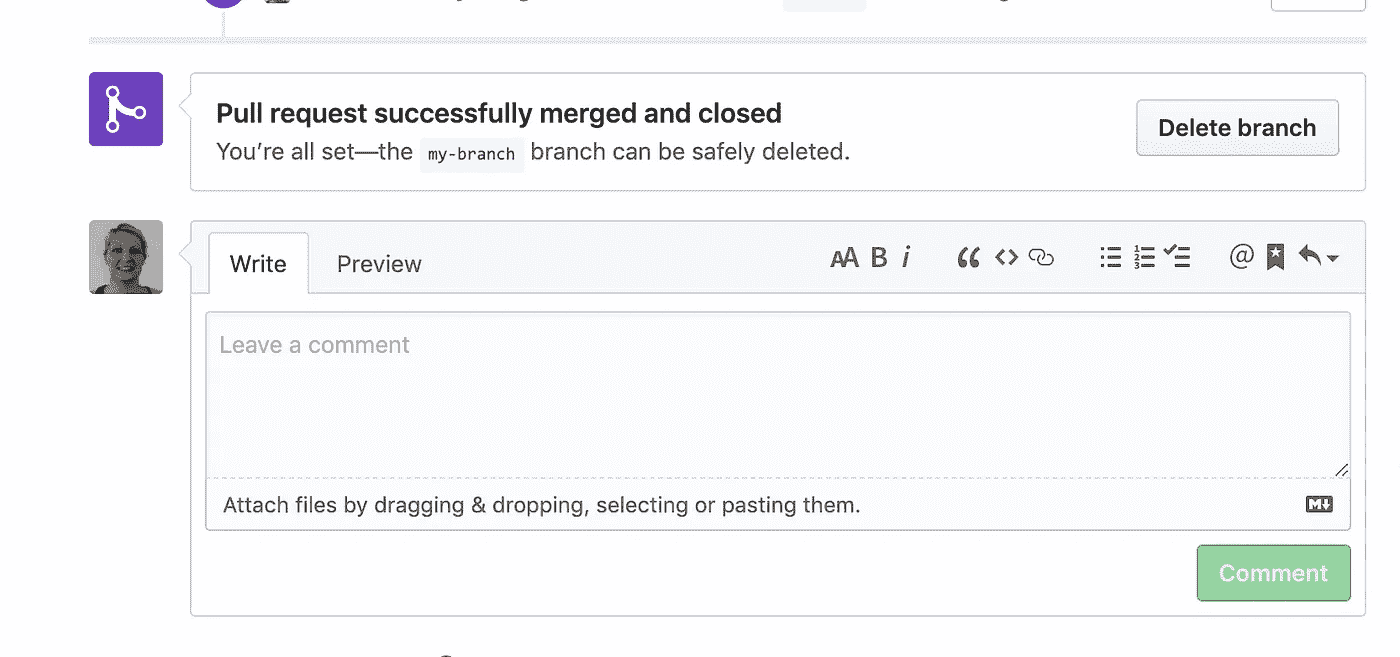 Pull request successfully merged and closed
You're all set—the my-branch branch can be safely deleted.
Delete branch
Write Preview
Leave a comment
Attach files by dragging & dropping, selecting or pasting them.
Comment